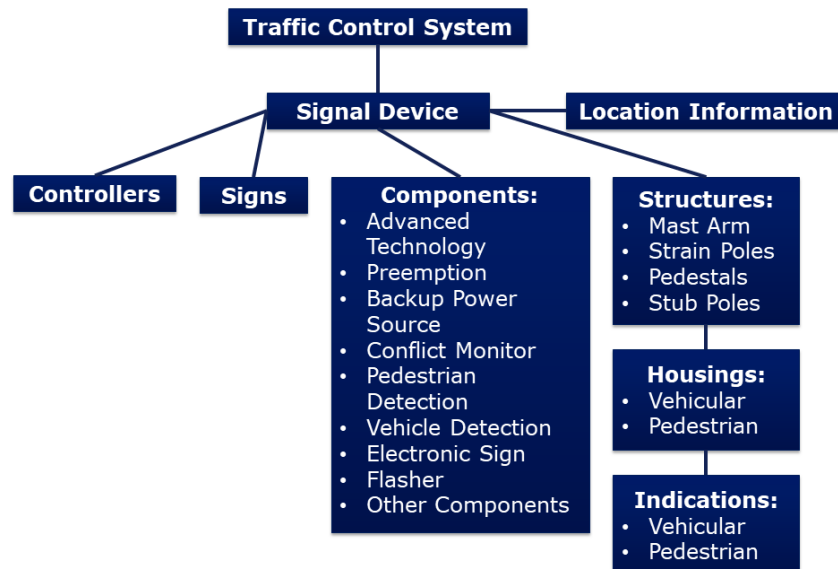 Traffic Control System
Signal Device
Location Information
Controllers
Signs
Components:
• Advanced
Technology
• Preemption
• Backup Power
Source
• Conflict Monitor
• Pedestrian
Detection
• Vehicle Detection
• Electronic Sign
• Flasher
• Other Components
Structures:
• Mast Arm
• Strain Poles
• Pedestals
• Stub Poles
Housings:
• Vehicular
• Pedestrian
Indications:
• Vehicular
• Pedestrian